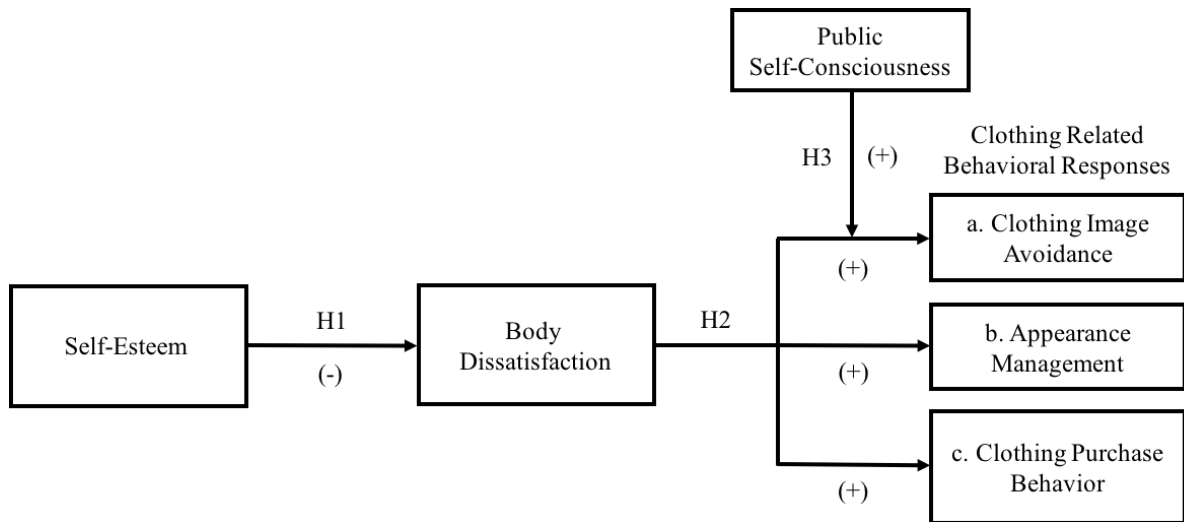 Public
Self-Consciousness
H3
(+)
Clothing Related
Behavioral Responses
a. Clothing Image
Avoidance
(+)
Self-Esteem
H1
(-)
Body
Dissatisfaction
H2
b. Appearance
Management
(+)
c. Clothing Purchase
Behavior
(+)